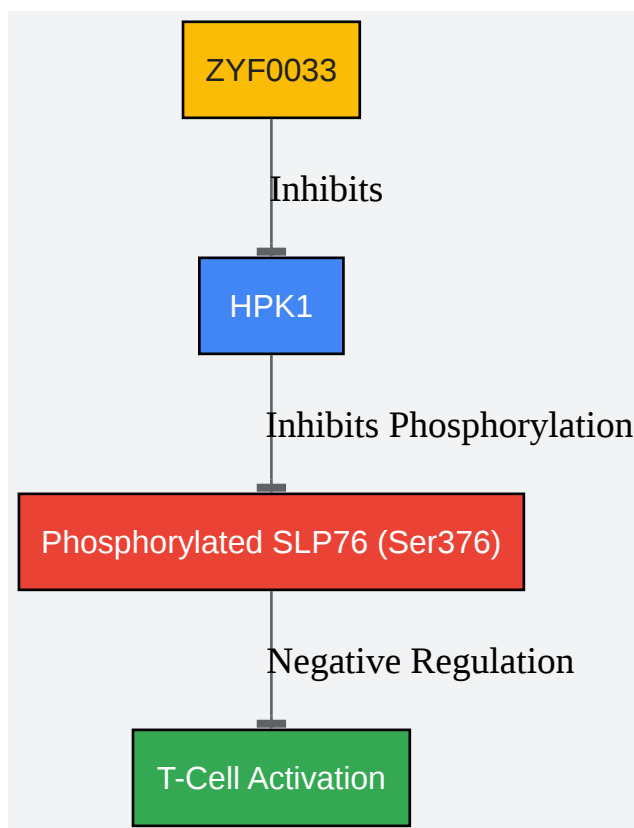 ZYF0033
Inhibits
HPK1
Inhibits Phosphorylation
Phosphorylated SLP76 (Ser376)
Negative Regulation
T-Cell Activation